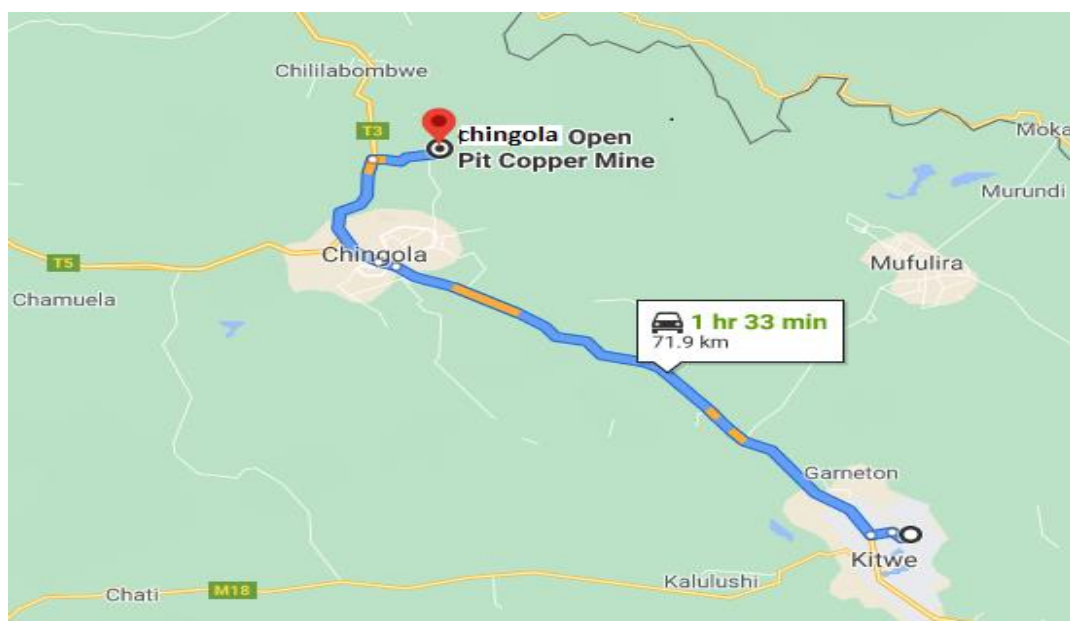 Chililabombwe
T3
chingola Open
Pit Copper Mine
Moka
Murundi
Chingola
T5
Mufulira
Chamuela
1 hr 33 min
71.9 km
Garneton
Kitwe
Kalulushi
Chati
M18